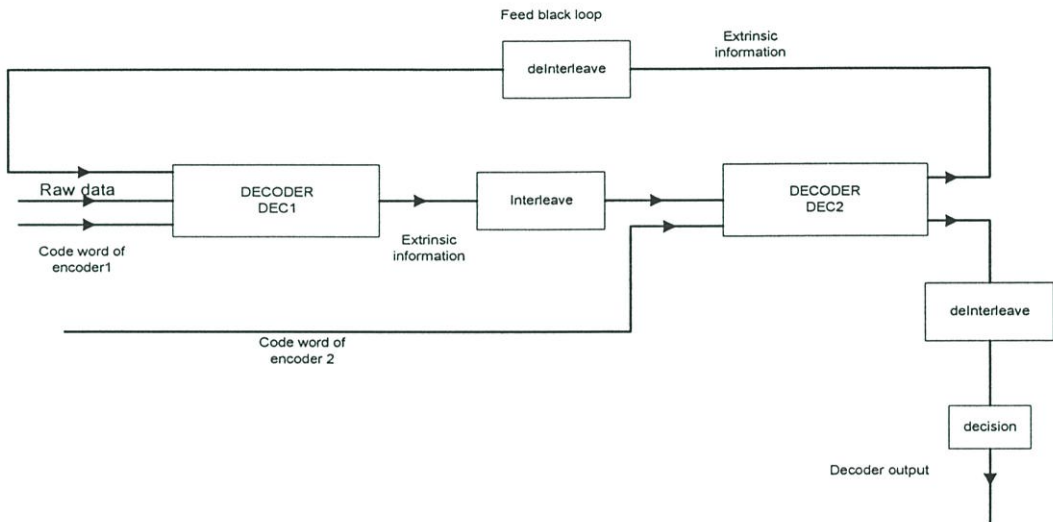 Feed black loop
Extrinsic
information
deInterleave
Raw data
DECODER
DEC1
Interleave
DECODER
DEC2
Code word of
encoder1
Extrinsic
information
deInterleave
Code word of
encoder 2
decision
Decoder output